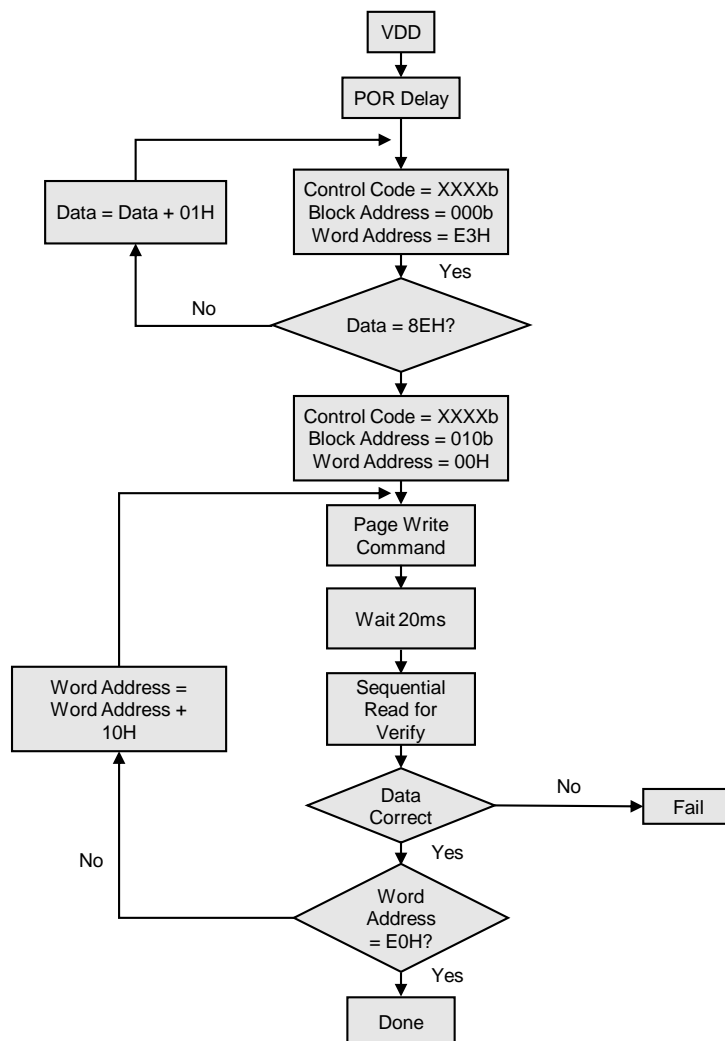 VDD
POR Delay
Data = Data + 01H
Control Code = XXXXb
Block Address = 000b
Word Address = E3H
Yes
No
Data = 8EH?
Control Code = XXXXb
Block Address = 010b
Word Address = 00H
Page Write
Command
Wait 20ms
Word Address =
Word Address +
10H
Sequential
Read for
Verify
Data
Correct
No
Fail
Yes
No
Word
Address
= E0H?
Yes
Done